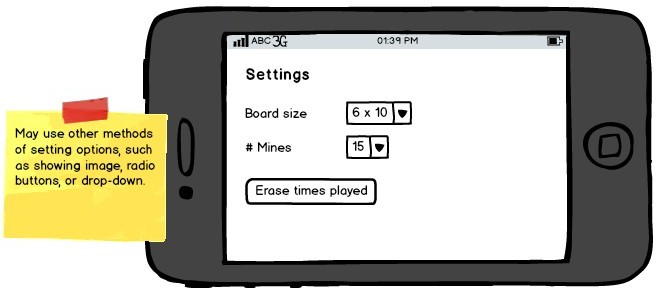 ABC 3G 01:39 PM
Settings
Board size 6 x 10
# Mines 15
Erase times played
May use other methods
of setting options, such
as showing image, radio
buttons, or drop-down.